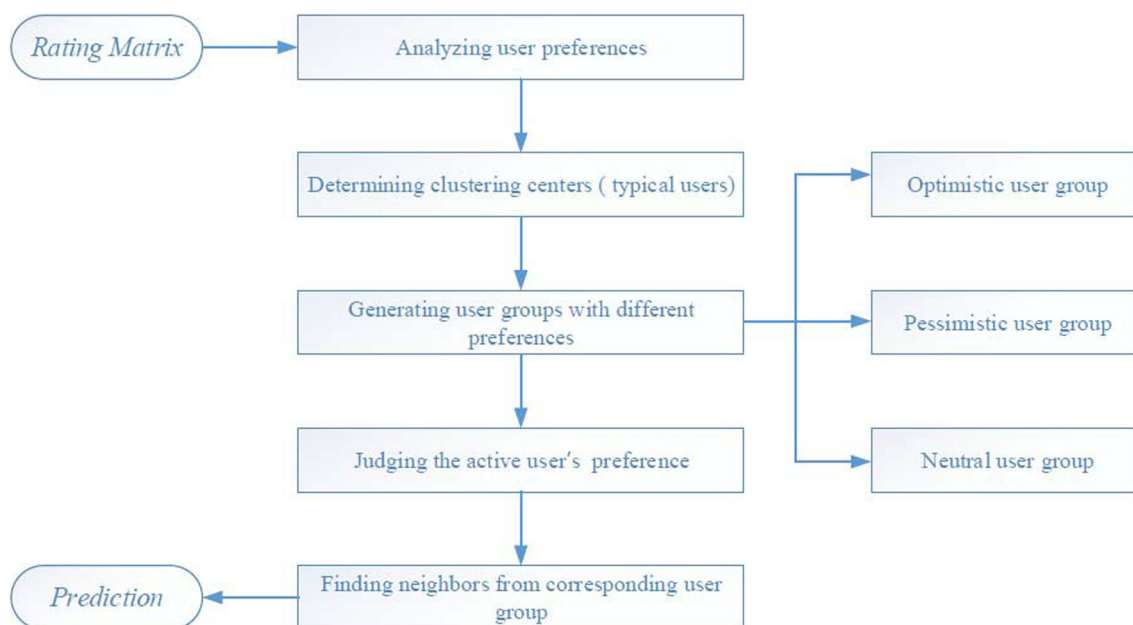 Rating Matrix
Analyzing user preferences
Determining clustering centers ( typical users)
Optimistic user group
Generating user groups with different
preferences
Pessimistic user group
Judging the active user's preference
Neutral user group
Finding neighbors from corresponding user
group
Prediction